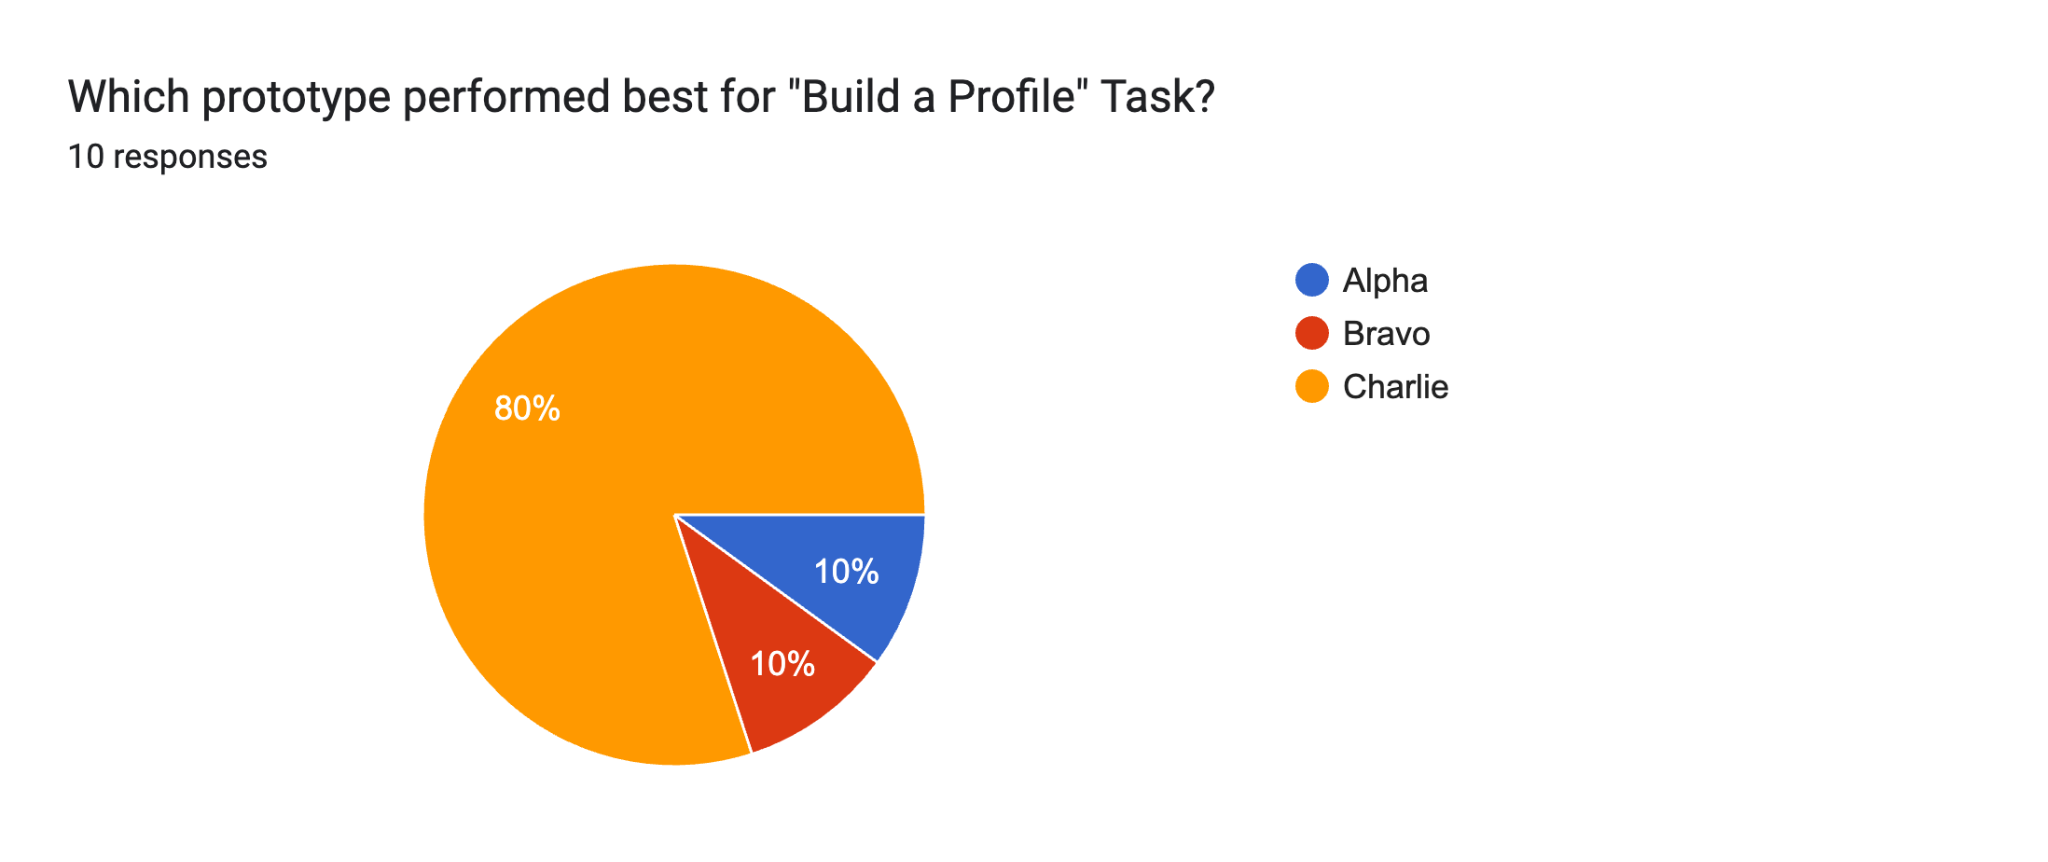 Which prototype performed best for "Build a Profile" Task?
10 responses
Alpha
Bravo
Charlie
80%
10%
10%